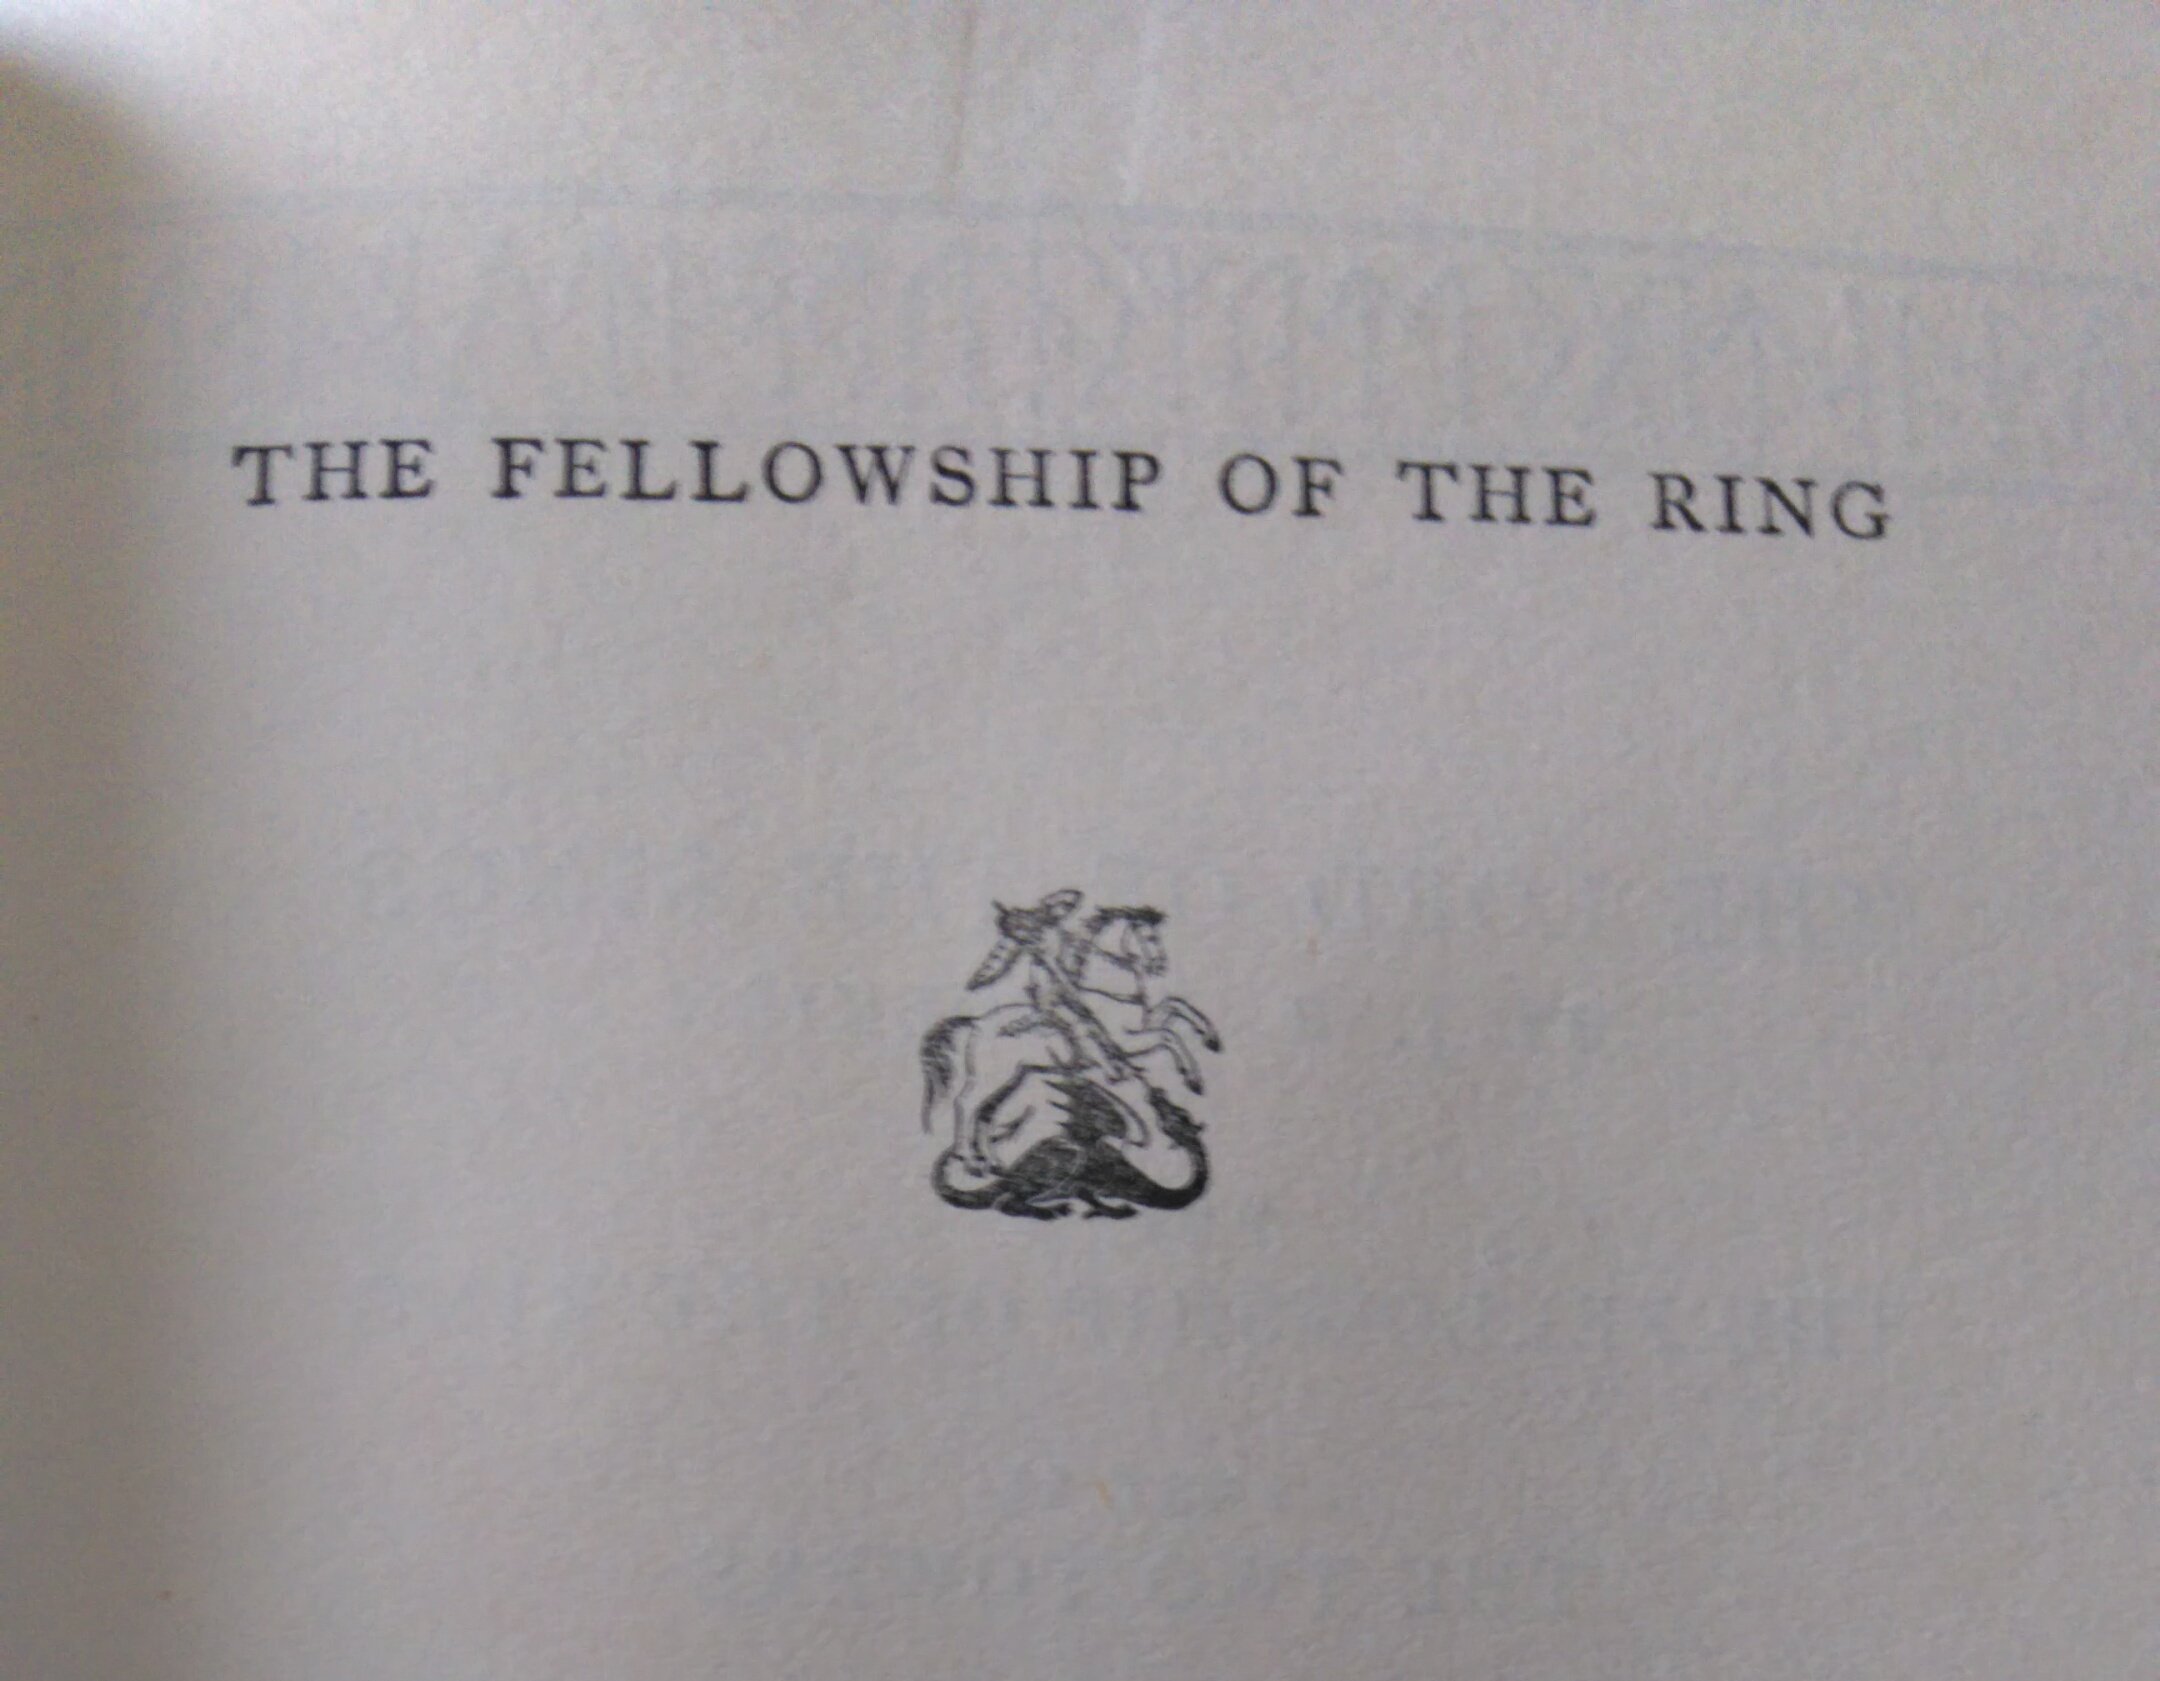 THE FELLOWSHIP OF THE RING